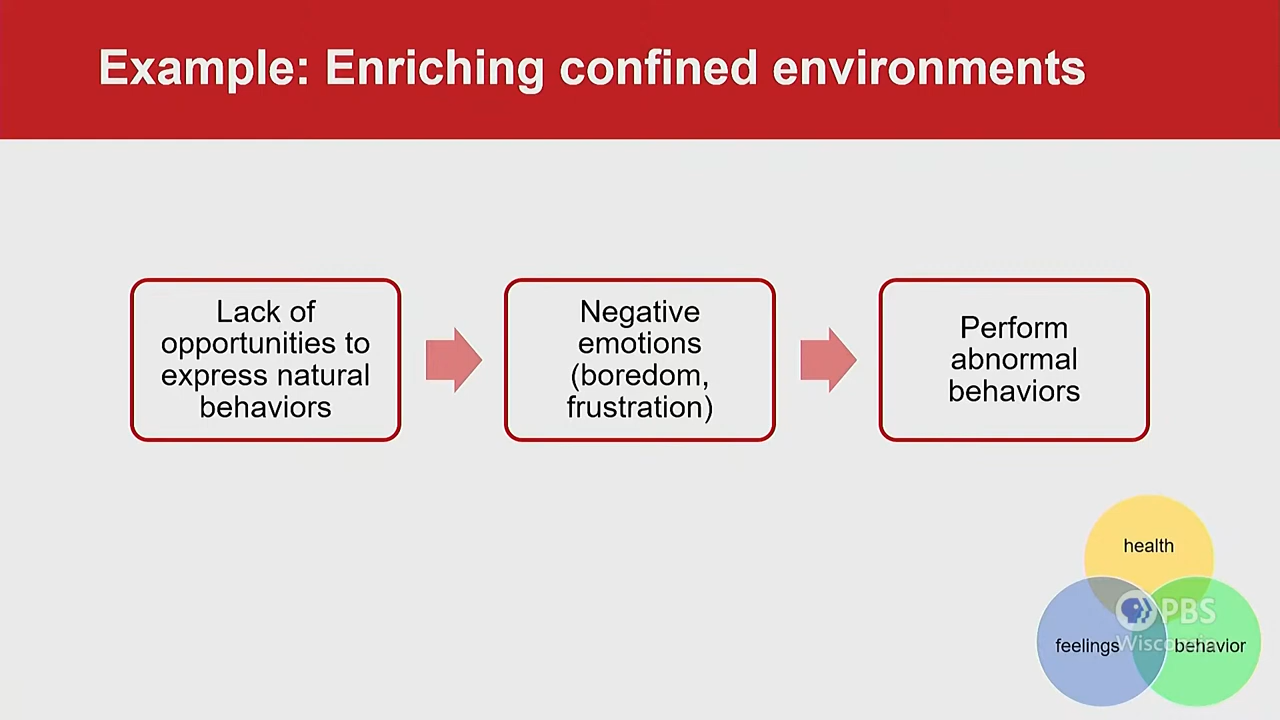 Example: Enriching confined environments
Lack of
opportunities to
express natural
behaviors
Negative
emotions
(boredom,
frustration)
Perform
abnormal
behaviors
health
feelings
behavior
PBS
Wisconsin